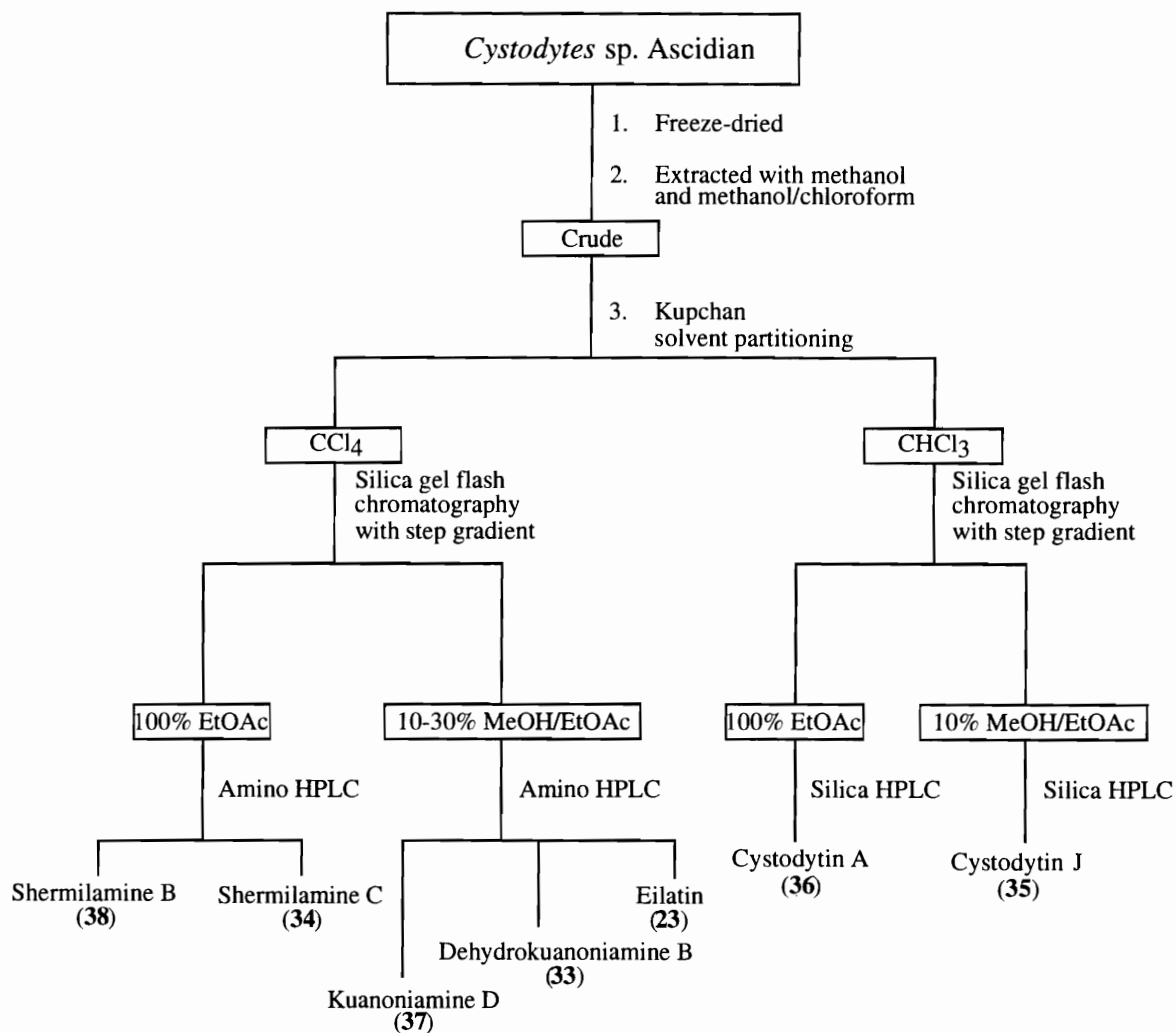 Cystodytes sp. Ascidian
1. Freeze-dried
2. Extracted with methanol
and methanol/chloroform
Crude
3. Kupchan
solvent partitioning
CCl4
CHCl3
Silica gel flash
chromatography
with step gradient
Silica gel flash
chromatography
with step gradient
100% EtOAc
10-30% MeOH/EtOAc
100% EtOAc
10% MeOH/EtOAc
Amino HPLC
Amino HPLC
Silica HPLC
Silica HPLC
Shermilamine B
(38)
Shermilamine C
(34)
Kuanoniamine D
(37)
Dehydrokuanoniamine B
(33)
Eilatin
(23)
Cystodytin A
(36)
Cystodytin J
(35)